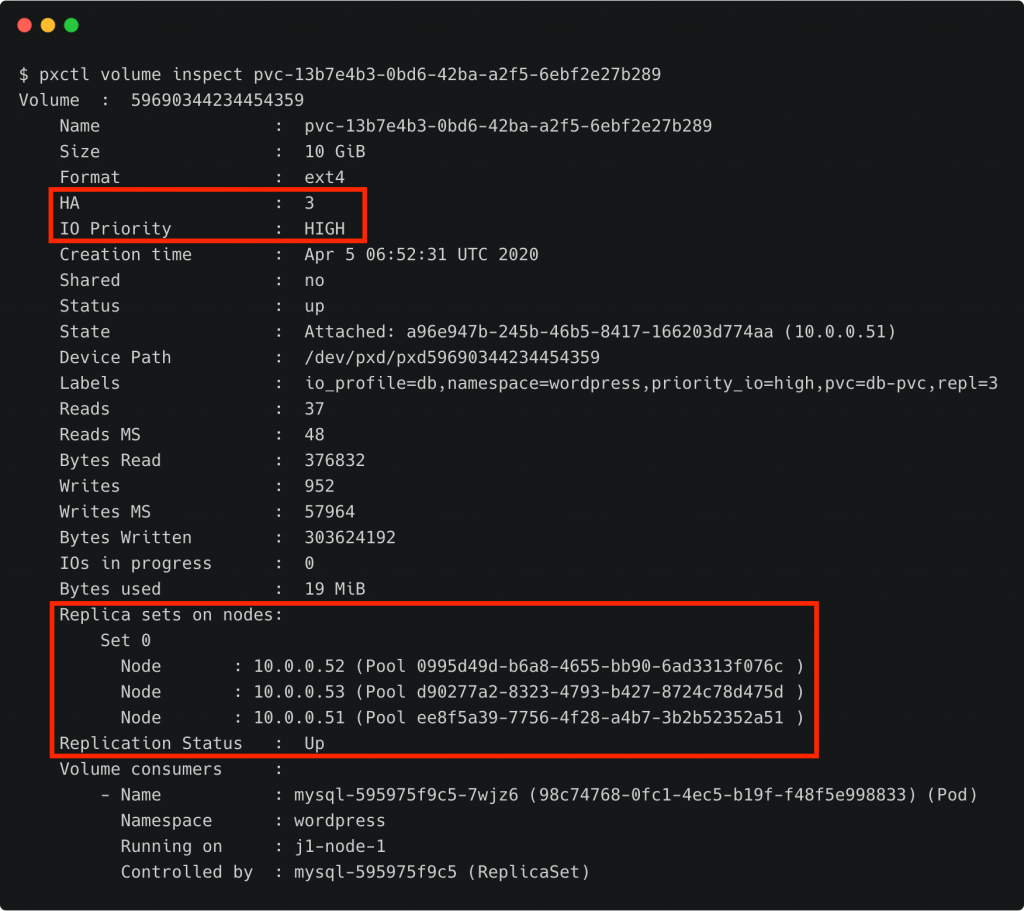 $ pxctl volume inspect pvc-13b7e4b3-0bd6-42ba-a2f5-6ebf2e27b289
Volume : 59690344234454359
Name : pvc-13b7e4b3-0bd6-42ba-a2f5-6ebf2e27b289
Size : 10 GiB
Format : ext4
HA : 3
IO Priority : HIGH
Creation time : Apr 5 06:52:31 UTC 2020
Shared : no
Status : up
State : Attached: a96e947b-245b-46b5-8417-166203d774aa (10.0.0.51)
Device Path : /dev/pxd/pxd59690344234454359
Labels : io_profile=db,namespace=wordpress,priority_io=high,pvc=db-pvc,repl=3
Reads : 37
Reads MS : 48
Bytes Read : 376832
Writes : 952
Writes MS : 57964
Bytes Written : 303624192
IOs in progress : 0
Bytes used : 19 MiB
Replica sets on nodes:
Set 0
Node : 10.0.0.52 (Pool 0995d49d-b6a8-4655-bb90-6ad3313f076c )
Node : 10.0.0.53 (Pool d90277a2-8323-4793-b427-8724c78d475d )
Node : 10.0.0.51 (Pool ee8f5a39-7756-4f28-a4b7-3b2b52352a51 )
Replication Status : Up
Volume consumers :
- Name : mysql-595975f9c5-7wjz6 (98c74768-0fc1-4ec5-b19f-f48f5e998833) (Pod)
Namespace : wordpress
Running on : j1-node-1
Controlled by : mysql-595975f9c5 (ReplicaSet)